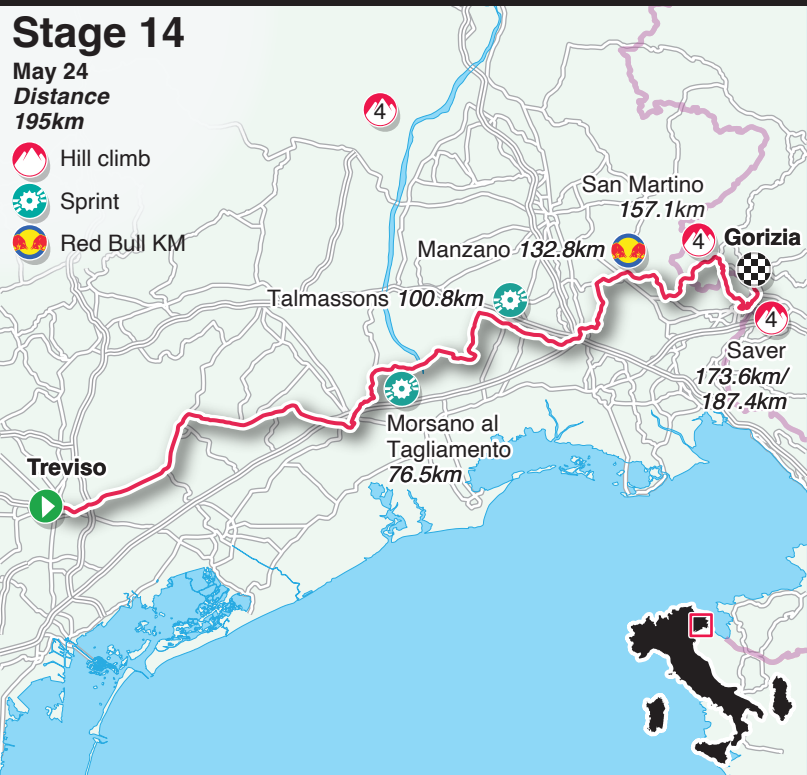 Stage 14
May 24
Distance
195km
Hill climb
Sprint
Red Bull KM
4
San Martino
157.1km
4
Gorizia
Manzano 132.8km
Talmassons 100.8km
4
Saver
173.6km/
187.4km
Morsano al
Tagliamento
76.5km
Treviso